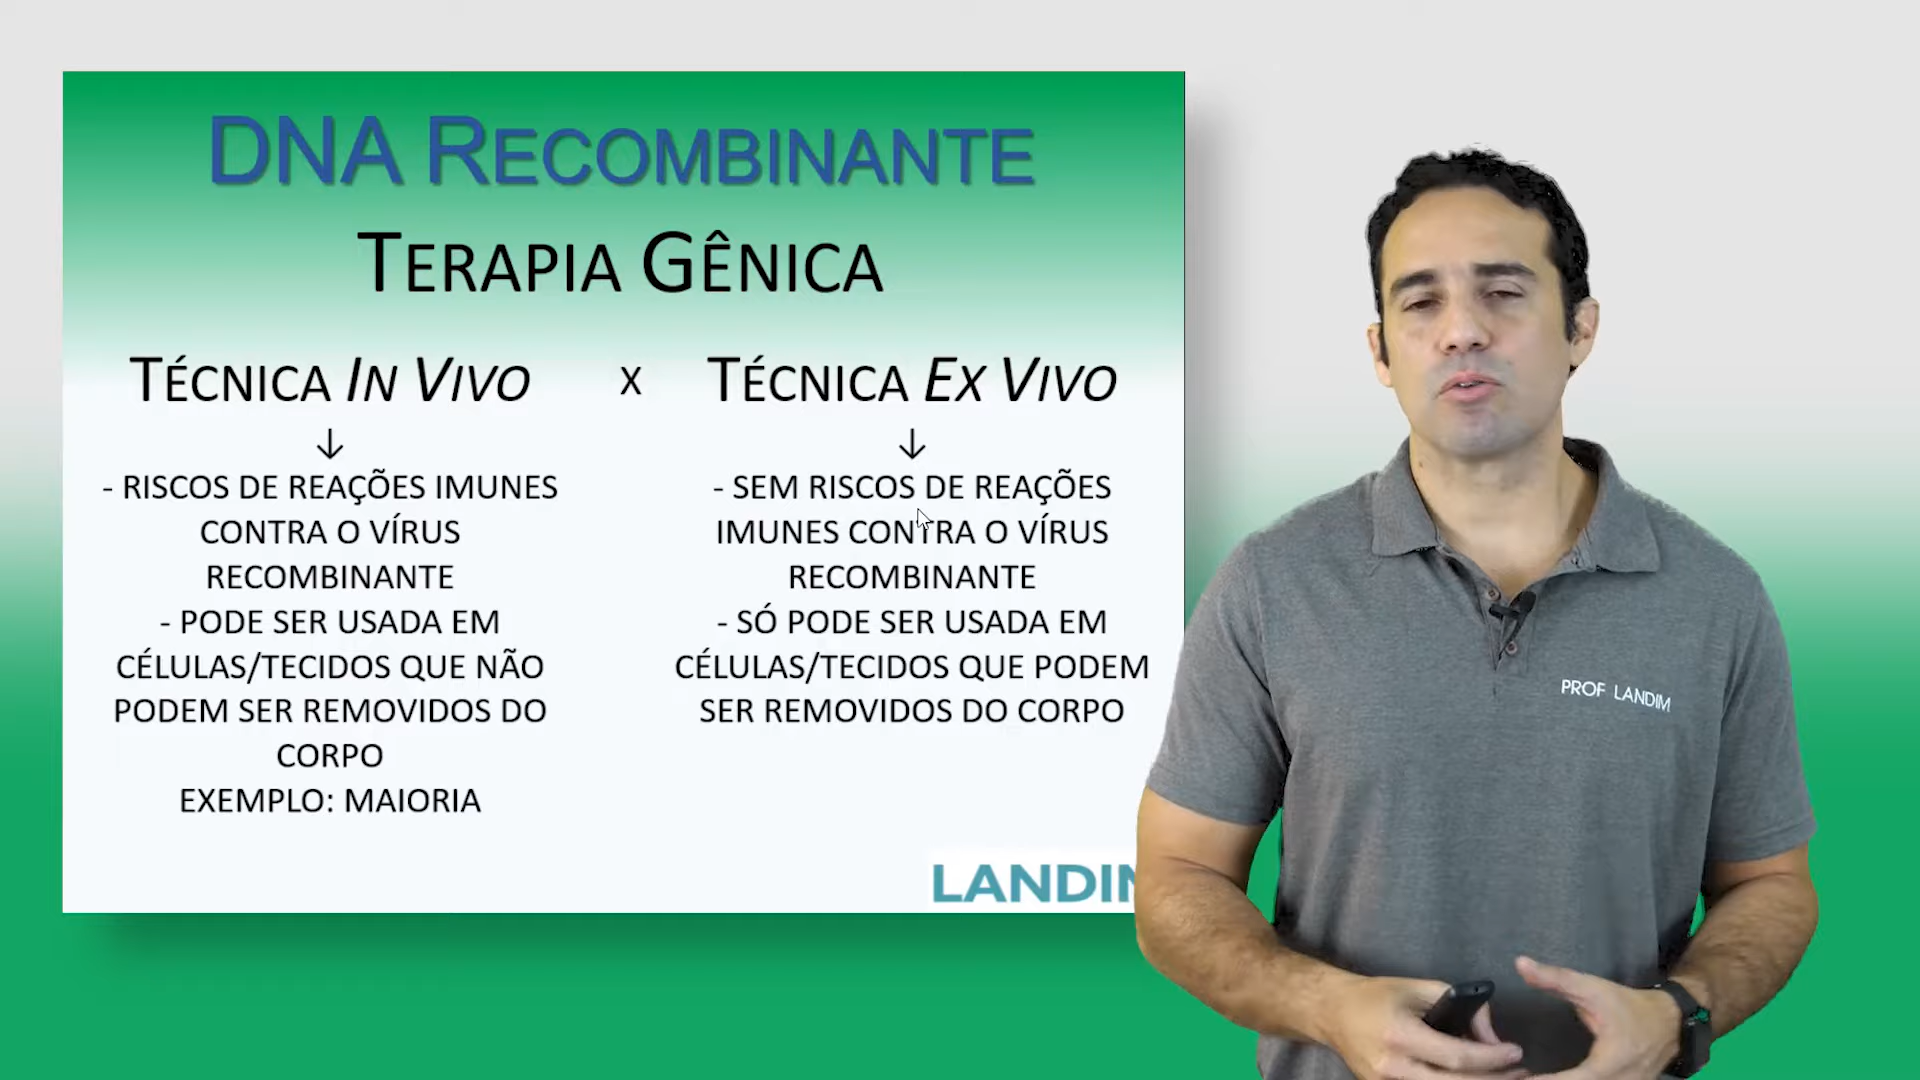 DNA RECOMBINANTE
TERAPIA GÊNICA
TÉCNICA IN VIVO X TÉCNICA EX VIVO
↓ ↓
- RISCOS DE REAÇÕES IMUNES
CONTRA O VÍRUS
RECOMBINANTE
- PODE SER USADA EM
CÉLULAS/TECIDOS QUE NÃO
PODEM SER REMOVIDOS DO
CORPO
EXEMPLO: MAIORIA
- SEM RISCOS DE REAÇÕES
IMUNES CONTRA O VÍRUS
RECOMBINANTE
- SÓ PODE SER USADA EM
CÉLULAS/TECIDOS QUE PODEM
SER REMOVIDOS DO CORPO
PROF LANDIM